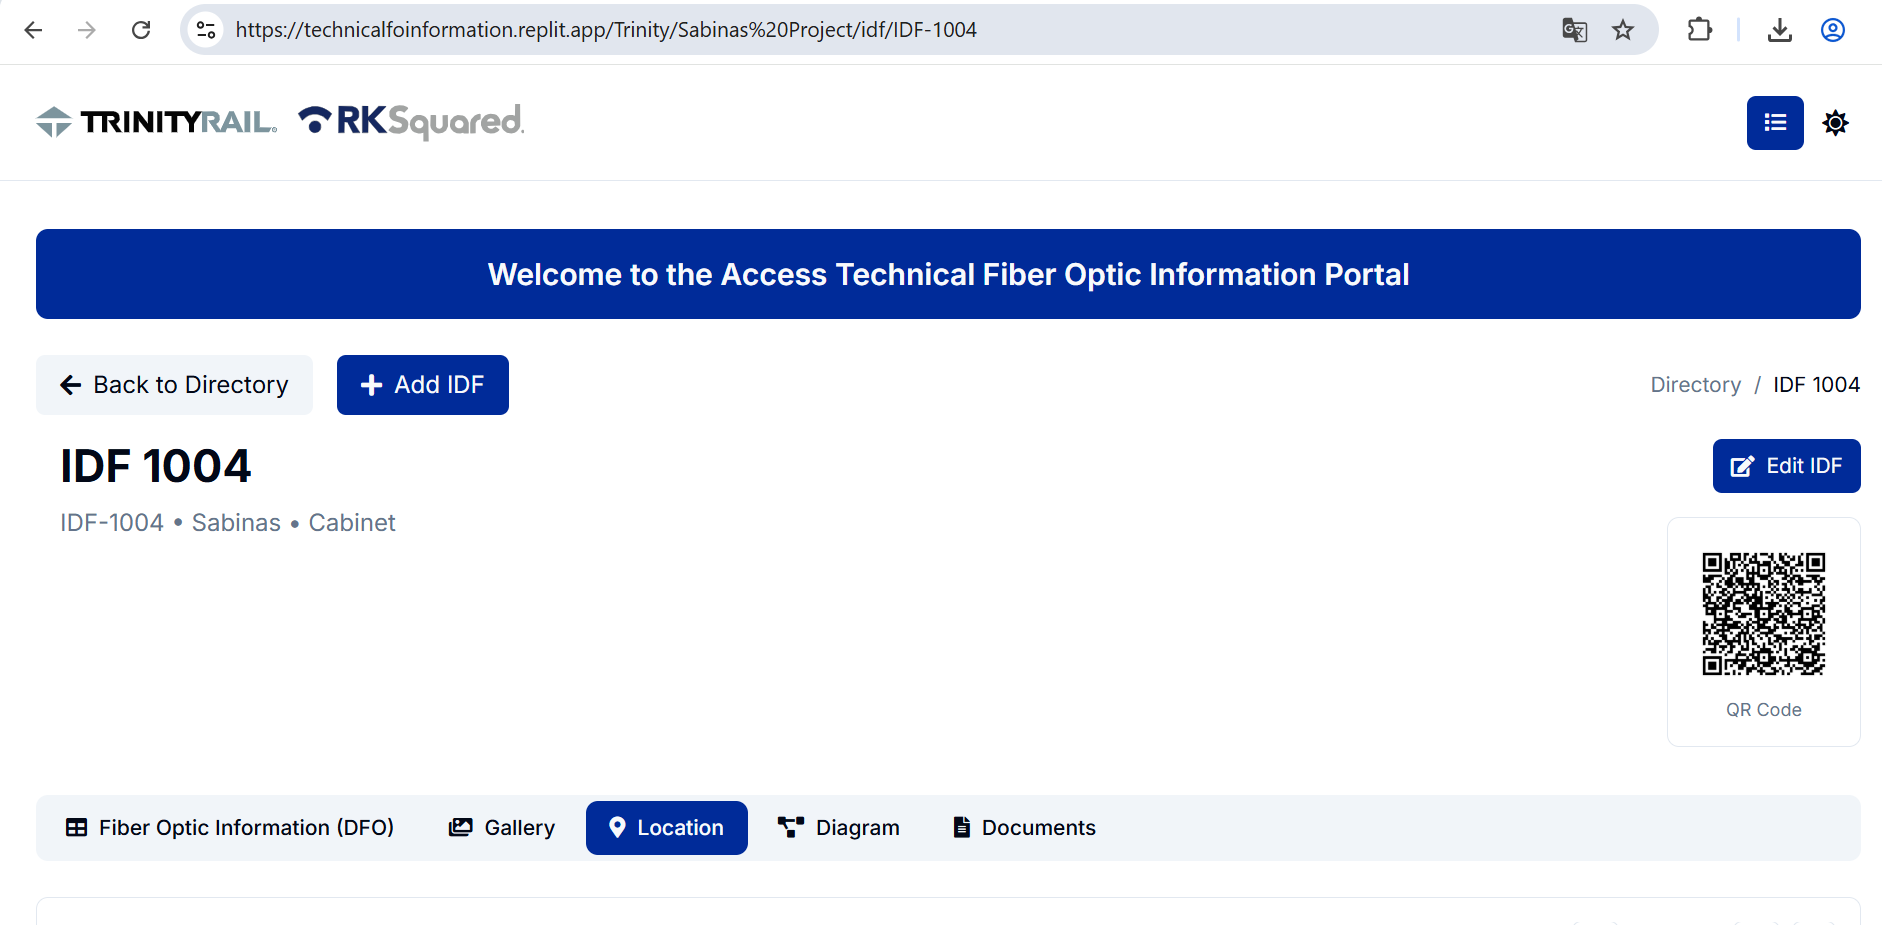 https://technicalfoinformation.replit.app/Trinity/Sabinas%20Project/idf/IDF-1004
TRINITYRAIL® RKSquared.
Welcome to the Access Technical Fiber Optic Information Portal
Back to Directory
Add IDF
Directory / IDF 1004
IDF 1004
Edit IDF
IDF-1004 • Sabinas • Cabinet
QR Code
Fiber Optic Information (DFO)
Gallery
Location
Diagram
Documents